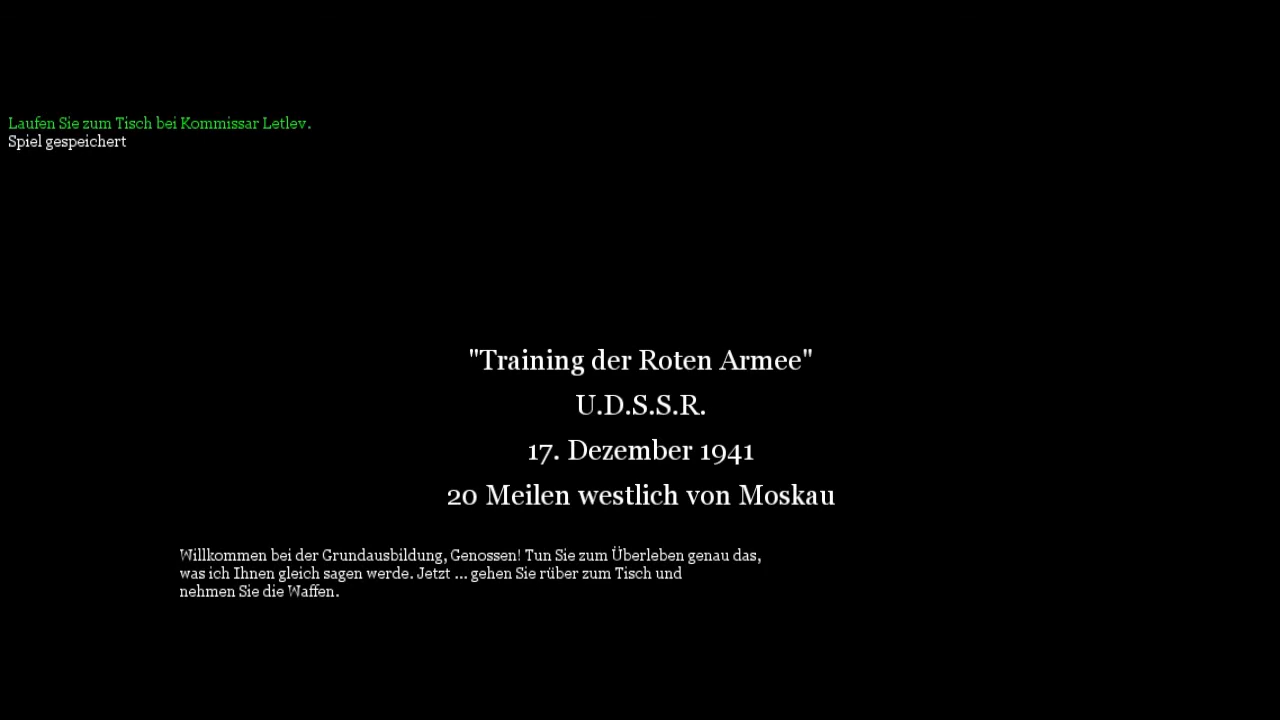 Laufen Sie zum Tisch bei Kommissar Letlev.
Spiel gespeichert
"Training der Roten Armee"
U.D.S.S.R.
17. Dezember 1941
20 Meilen westlich von Moskau
Willkommen bei der Grundausbildung, Genossen! Tun Sie zum Überleben genau das,
was ich Ihnen gleich sagen werde. Jetzt ... gehen Sie rüber zum Tisch und
nehmen Sie die Waffen.